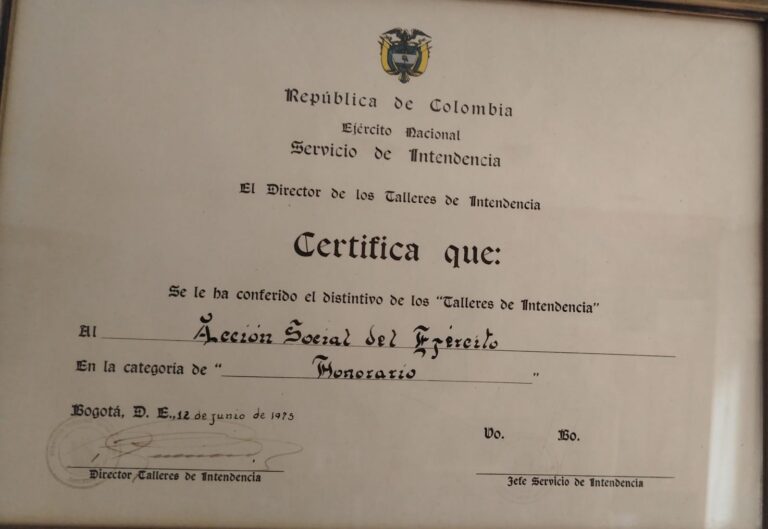 República de Colombia
Ejército Nacional
Servicio de Intendencia
El Director de los Talleres de Intendencia
Certifica que:
Se le ha conferido el distintivo de los "Talleres de Intendencia"
Al Acción Social del Ejército
En la categoría de " Honorario "
Bogotá, D. E., 12 de junio de 1975
Vo. Bo.
Director Talleres de Intendencia
Jefe Servicio de Intendencia